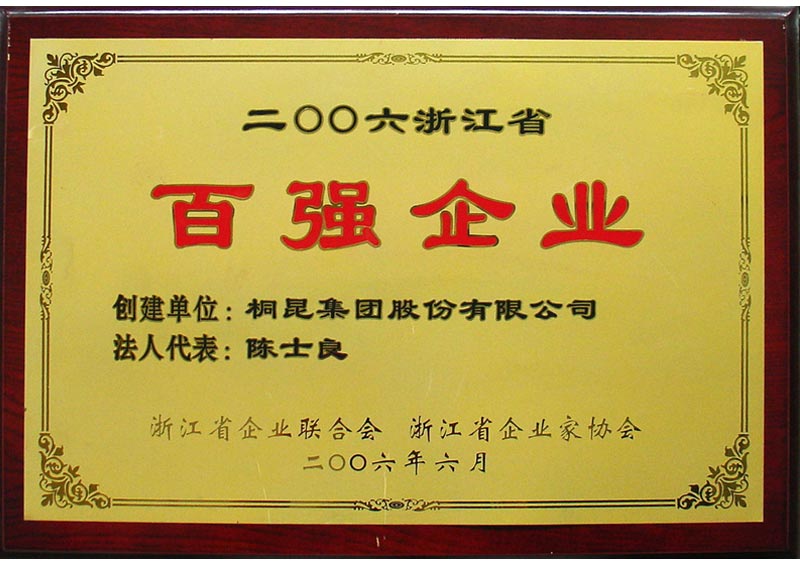 二〇〇六浙江省
百强企业
创建单位：桐昆集团股份有限公司
法人代表：陈士良
浙江省企业联合会 浙江省企业家协会
二〇〇六年六月